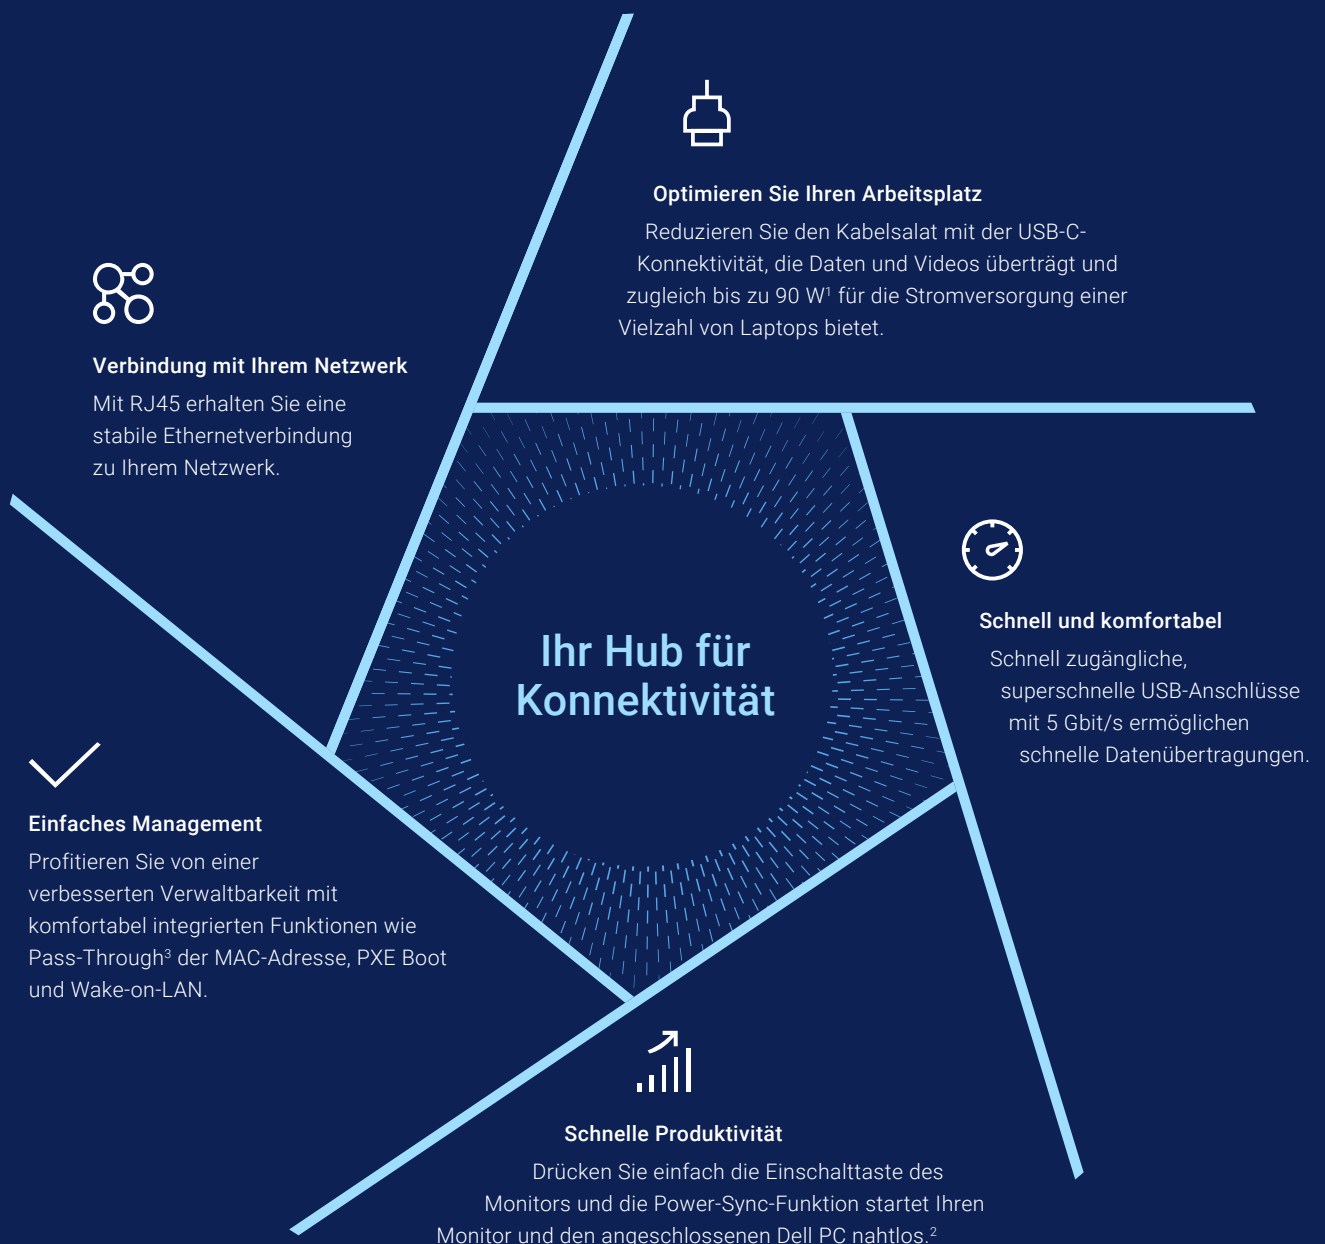 Optimieren Sie Ihren Arbeitsplatz
Reduzieren Sie den Kabelsalat mit der USB-C-
Konnektivität, die Daten und Videos überträgt und
zugleich bis zu 90 W¹ für die Stromversorgung einer
Vielzahl von Laptops bietet.
Verbindung mit Ihrem Netzwerk
Mit RJ45 erhalten Sie eine
stabile Ethernetverbindung
zu Ihrem Netzwerk.
Ihr Hub für
Konnektivität
Schnell und komfortabel
Schnell zugängliche,
superschnelle USB-Anschlüsse
mit 5 Gbit/s ermöglichen
schnelle Datenübertragungen.
Einfaches Management
Profitieren Sie von einer
verbesserten Verwaltbarkeit mit
komfortabel integrierten Funktionen wie
Pass-Through³ der MAC-Adresse, PXE Boot
und Wake-on-LAN.
Schnelle Produktivität
Drücken Sie einfach die Einschalttaste des
Monitors und die Power-Sync-Funktion startet Ihren
Monitor und den angeschlossenen Dell PC nahtlos.²